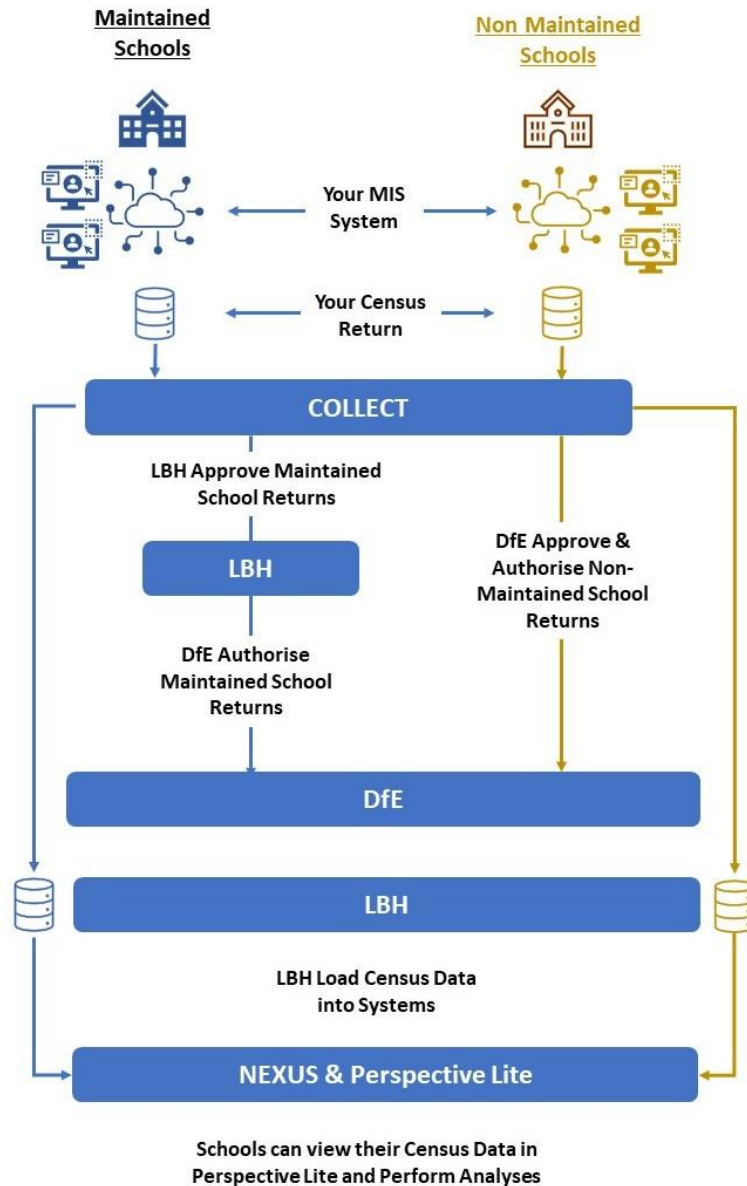 Maintained
Schools
Non Maintained
Schools
Your MIS
System
Your Census
Return
COLLECT
LBH Approve Maintained
School Returns
DfE Approve &
Authorise Non-
Maintained School
Returns
LBH
DfE Authorise
Maintained School
Returns
DfE
LBH
LBH Load Census Data
into Systems
NEXUS & Perspective Lite
Schools can view their Census Data in
Perspective Lite and Perform Analyses